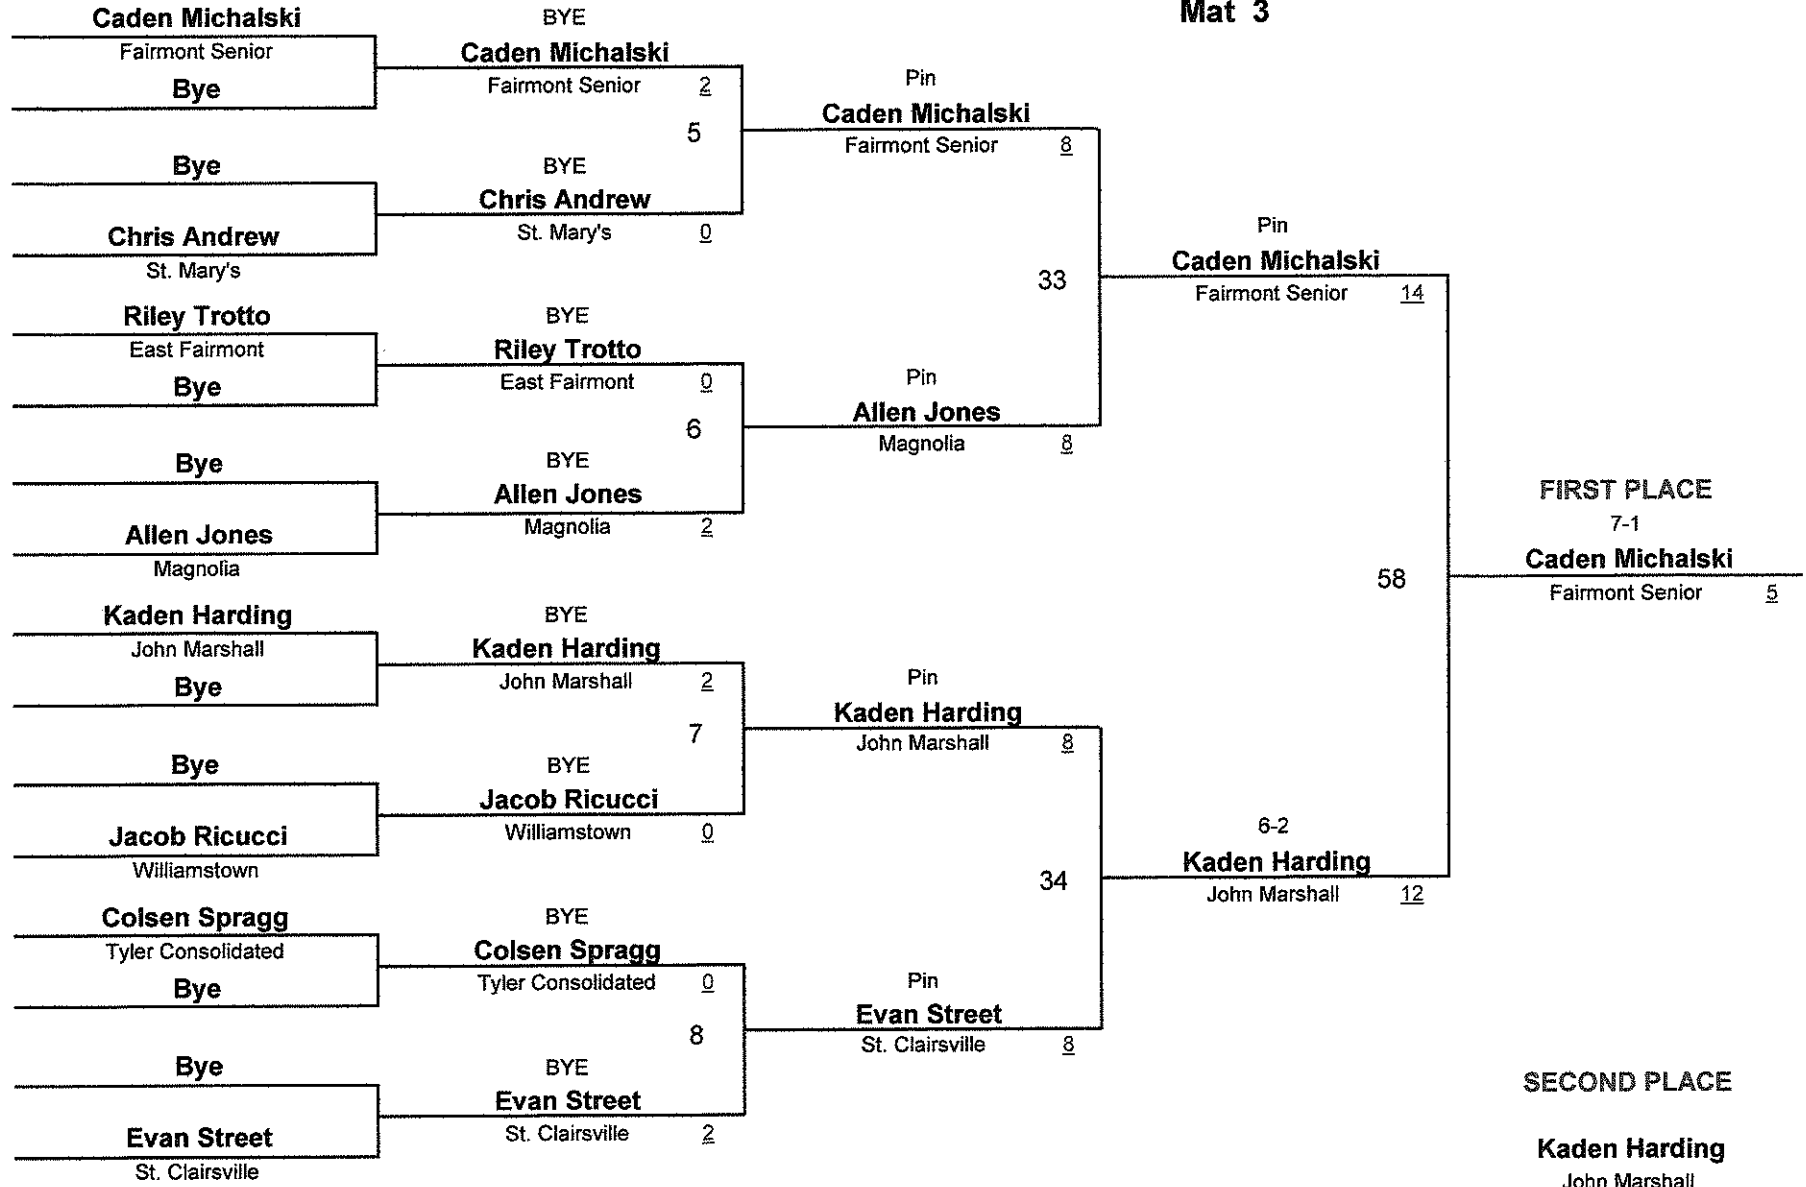 Mat 3
Caden Michalski
Fairmont Senior
Bye
Bye
Chris Andrew
St. Mary's
Riley Trotto
East Fairmont
Bye
Bye
Allen Jones
Magnolia
Kaden Harding
John Marshall
Bye
Bye
Jacob Ricucci
Williamstown
Colsen Spragg
Tyler Consolidated
Bye
Bye
Evan Street
St. Clairsville
BYE
Caden Michalski
Fairmont Senior 2
5
BYE
Chris Andrew
St. Mary's 0
BYE
Riley Trotto
East Fairmont 0
6
BYE
Allen Jones
Magnolia 2
BYE
Kaden Harding
John Marshall 2
7
BYE
Jacob Ricucci
Williamstown 0
BYE
Colsen Spragg
Tyler Consolidated 0
8
BYE
Evan Street
St. Clairsville 2
Pin
Caden Michalski
Fairmont Senior 8
33
Pin
Allen Jones
Magnolia 8
Pin
Kaden Harding
John Marshall 8
34
Pin
Evan Street
St. Clairsville 8
Pin
Caden Michalski
Fairmont Senior 14
58
6-2
Kaden Harding
John Marshall 12
FIRST PLACE
7-1
Caden Michalski
Fairmont Senior 5
SECOND PLACE
Kaden Harding
John Marshall